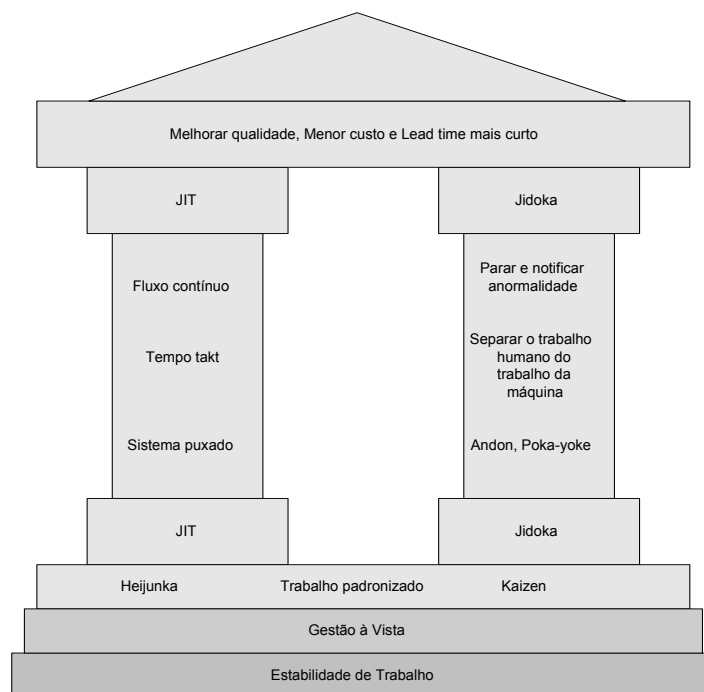 Melhorar qualidade, Menor custo e Lead time mais curto
JIT
Jidoka
Fluxo contínuo
Tempo takt
Sistema puxado
Parar e notificar
anormalidade
Separar o trabalho
humano do
trabalho da
máquina
Andon, Poka-yoke
JIT
Jidoka
Heijunka Trabalho padronizado Kaizen
Gestão à Vista
Estabilidade de Trabalho